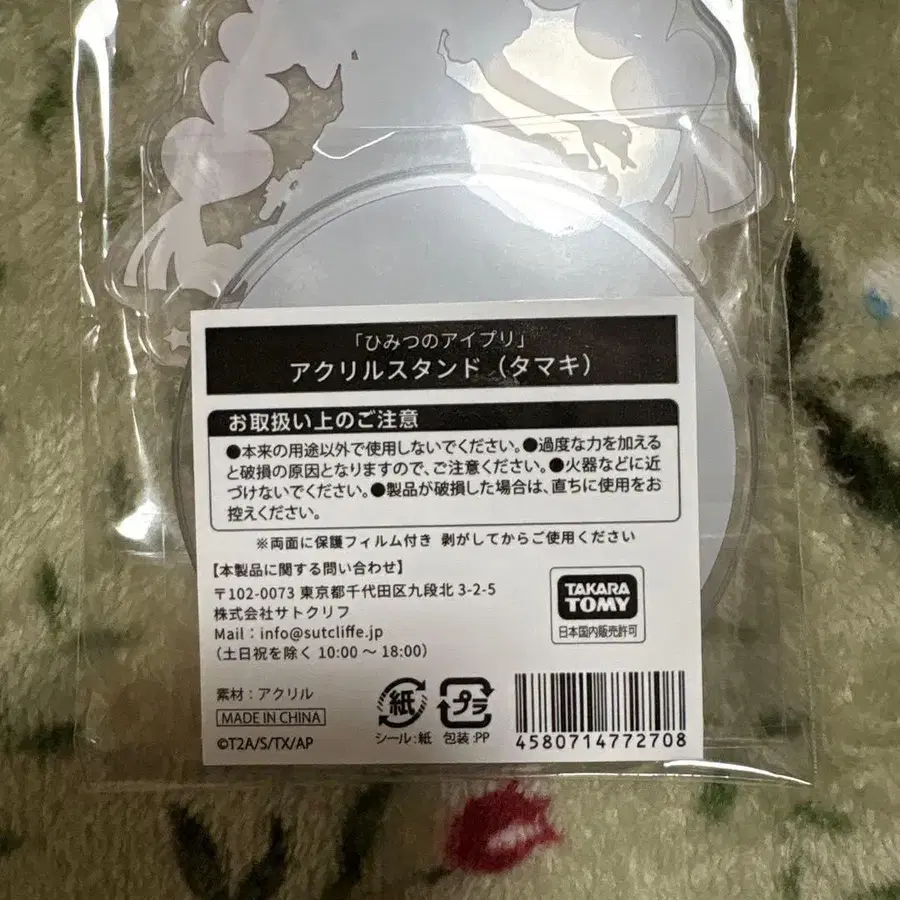 「ひみつのアイプリ」
アクリルスタンド（タマキ）
お取扱い上のご注意
●本来の用途以外で使用しないでください。●過度な力を加える
と破損の原因となりますので、ご注意ください。●火器などに近
づけないでください。●製品が破損した場合は、直ちに使用をお
控えください。
※両面に保護フィルム付き 剥がしてからご使用ください
【本製品に関する問い合わせ】
〒102-0073 東京都千代田区九段北 3-2-5
株式会社サトクリフ
Mail：info@sutcliffe.jp
（土日祝を除く 10:00 ～ 18:00）
TAKARA
TOMY
日本国内販売許可
素材：アクリル
MADE IN CHINA
©T2A/S/TX/AP
紙
シール：紙
プラ
包装：PP
4580714772708